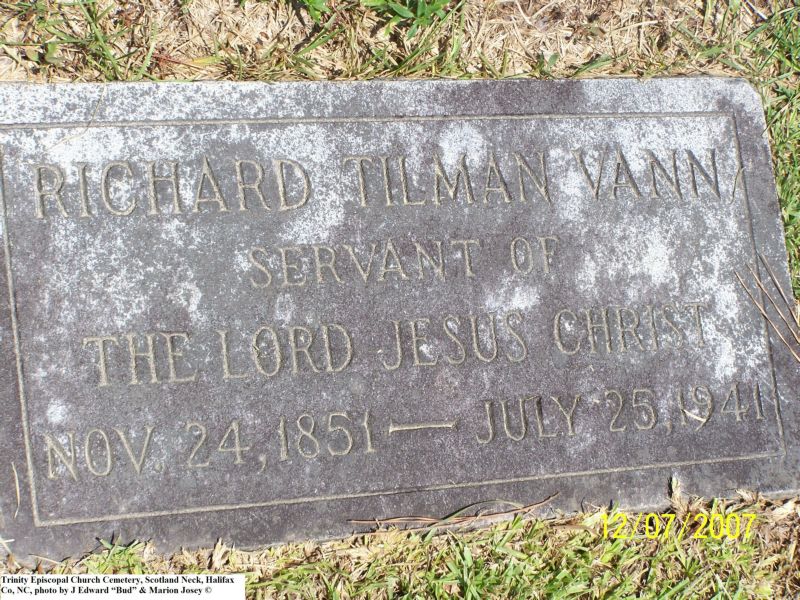 RICHARD TILMAN VANN
SERVANT OF
THE LORD JESUS CHRIST
NOV. 24, 1851 — JULY 25, 1941
12/07/2007
Trinity Episcopal Church Cemetery, Scotland Neck, Halifax
Co, NC, photo by J Edward “Bud” & Marion Josey ©